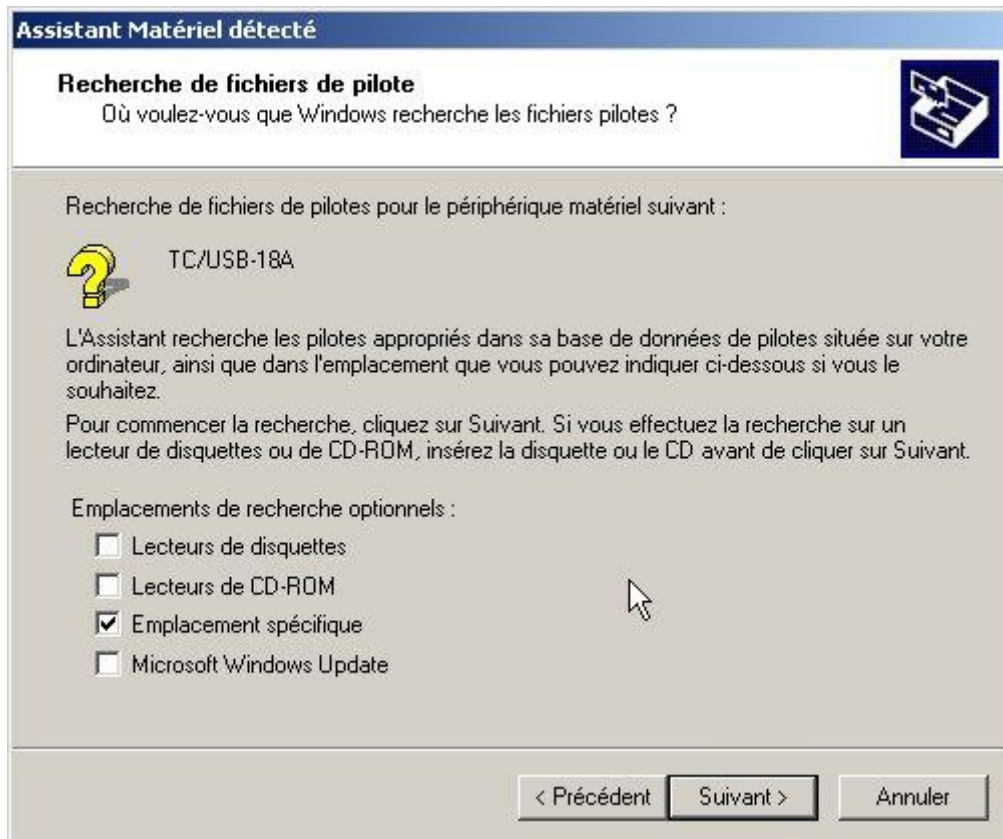 Assistant Matériel détecté
Recherche de fichiers de pilote
Où voulez-vous que Windows recherche les fichiers pilotes ?
Recherche de fichiers de pilotes pour le périphérique matériel suivant :
TC/USB-18A
L'Assistant recherche les pilotes appropriés dans sa base de données de pilotes située sur votre
ordinateur, ainsi que dans l'emplacement que vous pouvez indiquer ci-dessous si vous le
souhaitez.
Pour commencer la recherche, cliquez sur Suivant. Si vous effectuez la recherche sur un
lecteur de disquettes ou de CD-ROM, insérez la disquette ou le CD avant de cliquer sur Suivant.
Emplacements de recherche optionnels :
Lecteurs de disquettes
Lecteurs de CD-ROM
Emplacement spécifique
Microsoft Windows Update
< Précédent Suivant > Annuler